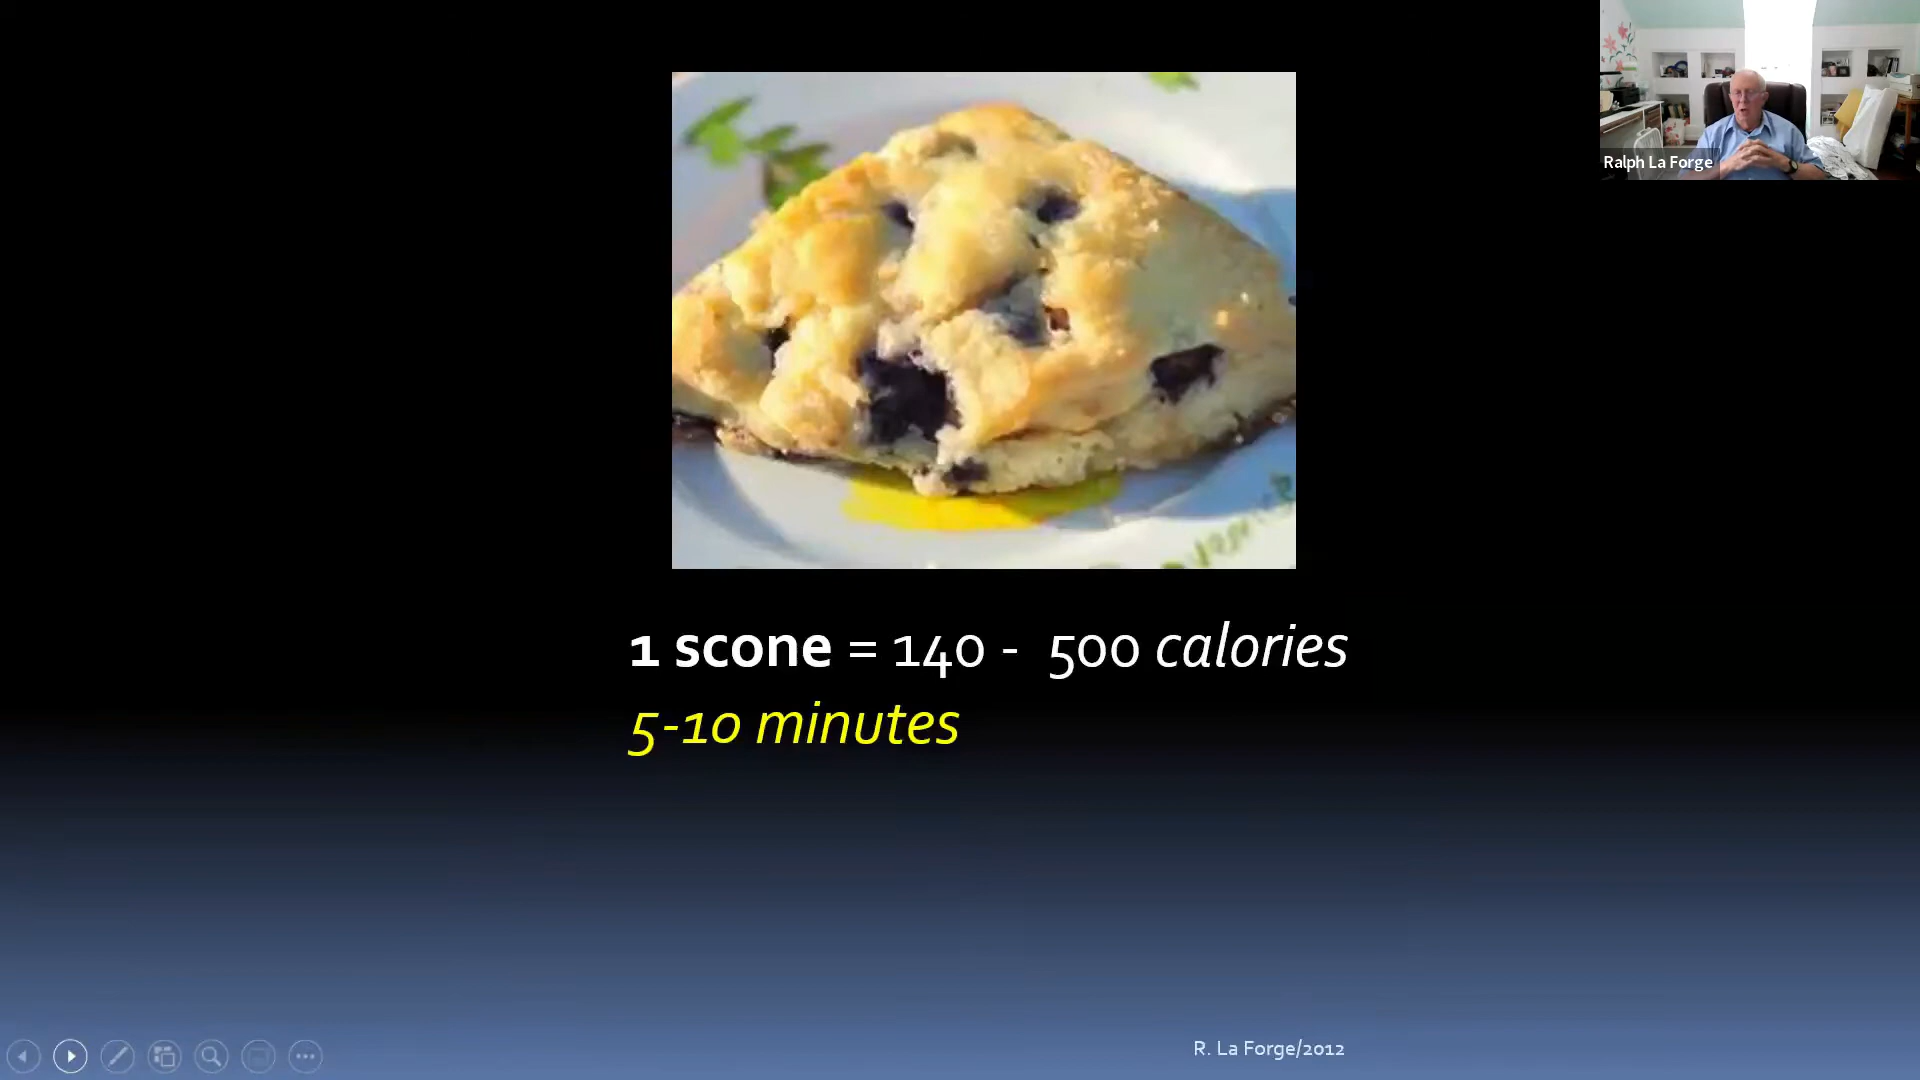 Ralph La Forge
1 scone = 140 - 500 calories
5-10 minutes
R. La Forge/2012